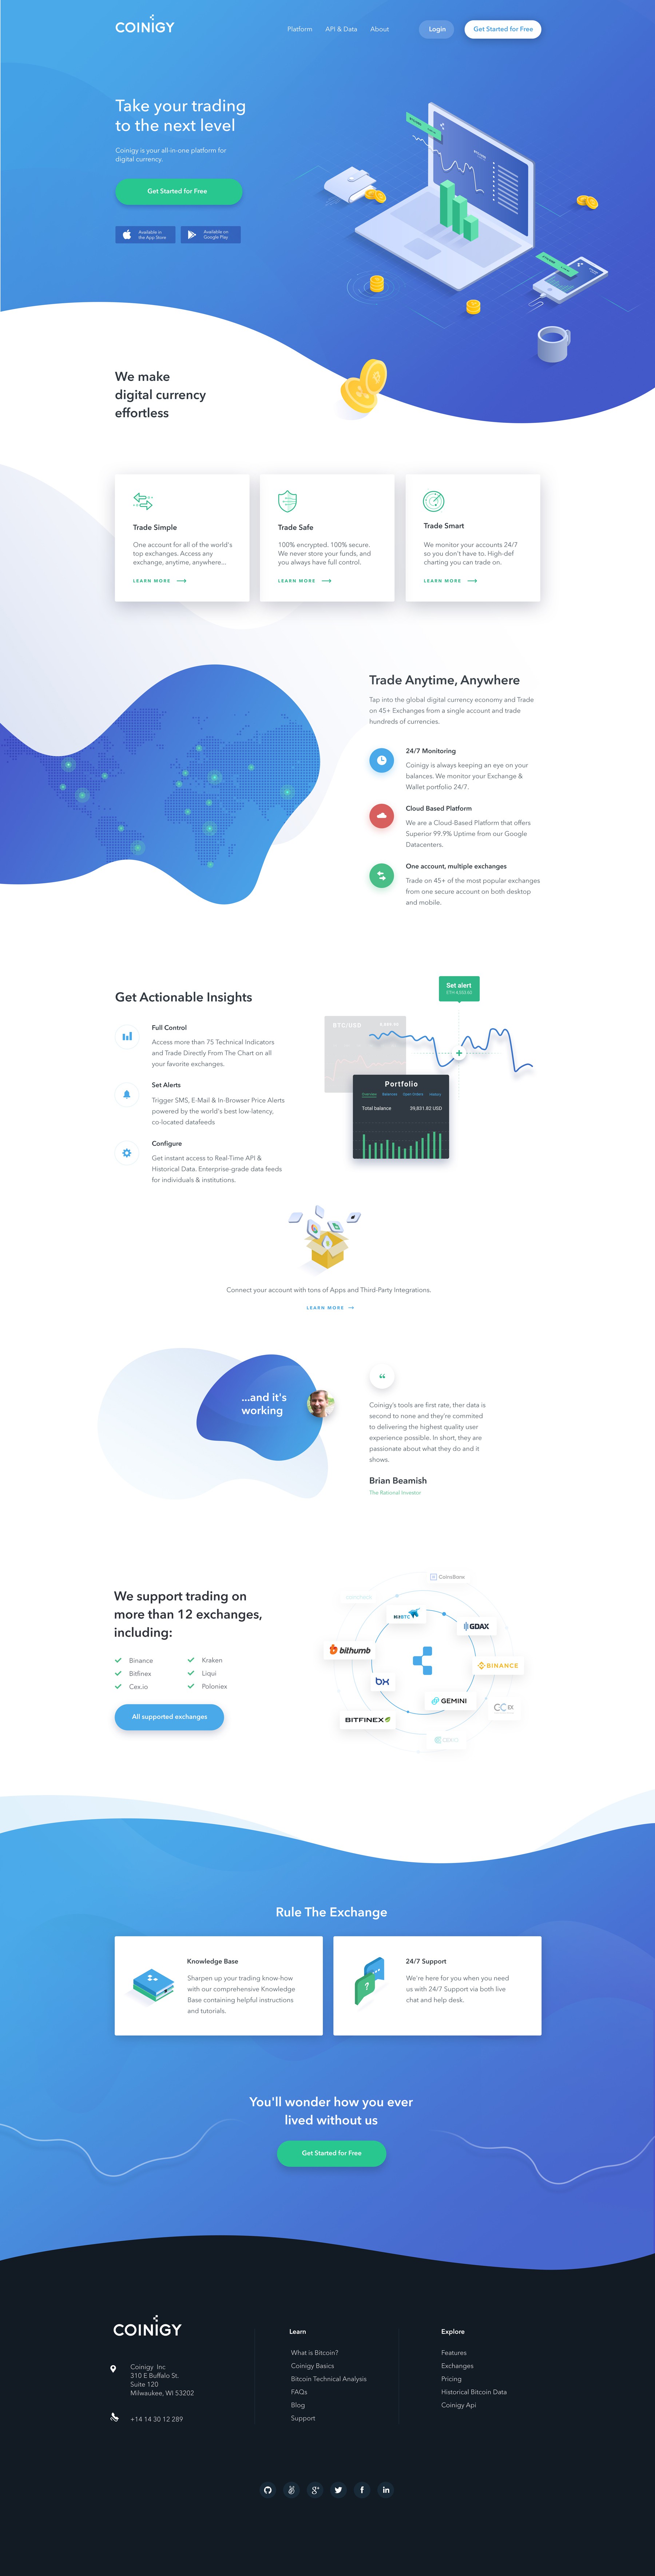 COINIGY
Platform
API & Data
About
Login
Get Started for Free
Take your trading
to the next level
Coinigy is your all-in-one platform for
digital currency.
Get Started for Free
Available in
the App Store
Available on
Google Play
We make
digital currency
effortless
Trade Simple
One account for all of the world's
top exchanges. Access any
exchange, anytime, anywhere...
LEARN MORE
Trade Safe
100% encrypted. 100% secure.
We never store your funds, and
you always have full control.
LEARN MORE
Trade Smart
We monitor your accounts 24/7
so you don't have to. High-def
charting you can trade on.
LEARN MORE
Trade Anytime, Anywhere
Tap into the global digital currency economy and Trade
on 45+ Exchanges from a single account and trade
hundreds of currencies.
24/7 Monitoring
Coinigy is always keeping an eye on your
balances. We monitor your Exchange &
Wallet portfolio 24/7.
Cloud Based Platform
We are a Cloud-Based Platform that offers
Superior 99.9% Uptime from our Google
Datacenters.
One account, multiple exchanges
Trade on 45+ of the most popular exchanges
from one secure account on both desktop
and mobile.
Get Actionable Insights
Full Control
Access more than 75 Technical Indicators
and Trade Directly From The Chart on all
your favorite exchanges.
Set Alerts
Trigger SMS, E-Mail & In-Browser Price Alerts
powered by the world's best low-latency,
co-located datafeeds
Configure
Get instant access to Real-Time API &
Historical Data. Enterprise-grade data feeds
for individuals & institutions.
Set alert
BTC/USD
Portfolio
Overview
Balances
Open Orders
Total balance
39,831.82 USD
Connect your account with tons of Apps and Third-Party Integrations.
LEARN MORE
...and it's
working
“
Coinigy's tools are first rate, ther data is
second to none and they're commited
to delivering the highest quality user
experience possible. In short, they are
passionate about what they do and it
shows.
Brian Beamish
The Rational Investor
We support trading on
more than 12 exchanges,
including:
Binance
Bitfinex
Cex.io
Kraken
Liqui
Poloniex
All supported exchanges
CoinsBank
GDAX
bithumb
BINANCE
bx
GEMINI
BITFINEX
Rule The Exchange
Knowledge Base
Sharpen up your trading know-how
with our comprehensive Knowledge
Base containing helpful instructions
and tutorials.
24/7 Support
We're here for you when you need
us with 24/7 Support via both live
chat and help desk.
You'll wonder how you ever
lived without us
Get Started for Free
COINIGY
Coinigy Inc
310 E Buffalo St.
Suite 120
Milwaukee, WI 53202
+14 14 30 12 289
Learn
What is Bitcoin?
Coinigy Basics
Bitcoin Technical Analysis
FAQs
Blog
Support
Explore
Features
Exchanges
Pricing
Historical Bitcoin Data
Coinigy Api